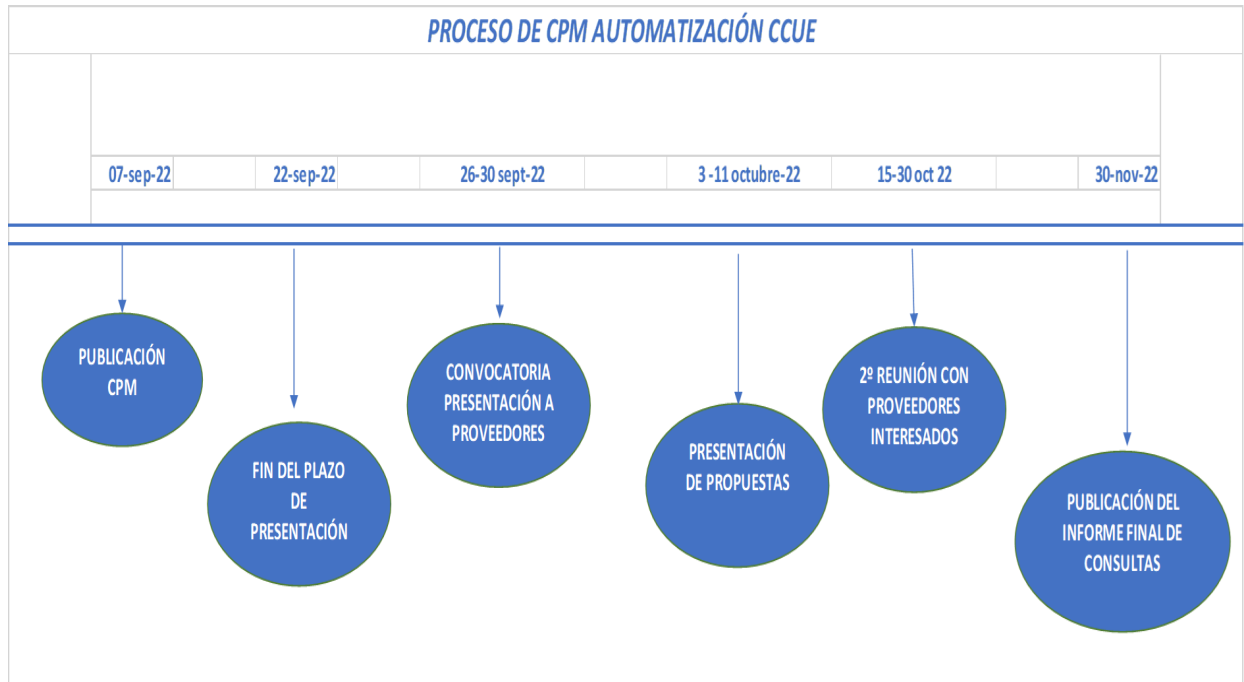 PROCESO DE CPM AUTOMATIZACIÓN CCUE
07-sep-22 22-sep-22 26-30 sept-22 3 -11 octubre-22 15-30 oct 22 30-nov-22
PUBLICACIÓN
CPM
FIN DEL PLAZO
DE
PRESENTACIÓN
CONVOCATORIA
PRESENTACIÓN A
PROVEEDORES
PRESENTACIÓN
DE PROPUESTAS
2º REUNIÓN CON
PROVEEDORES
INTERESADOS
PUBLICACIÓN DEL
INFORME FINAL DE
CONSULTAS